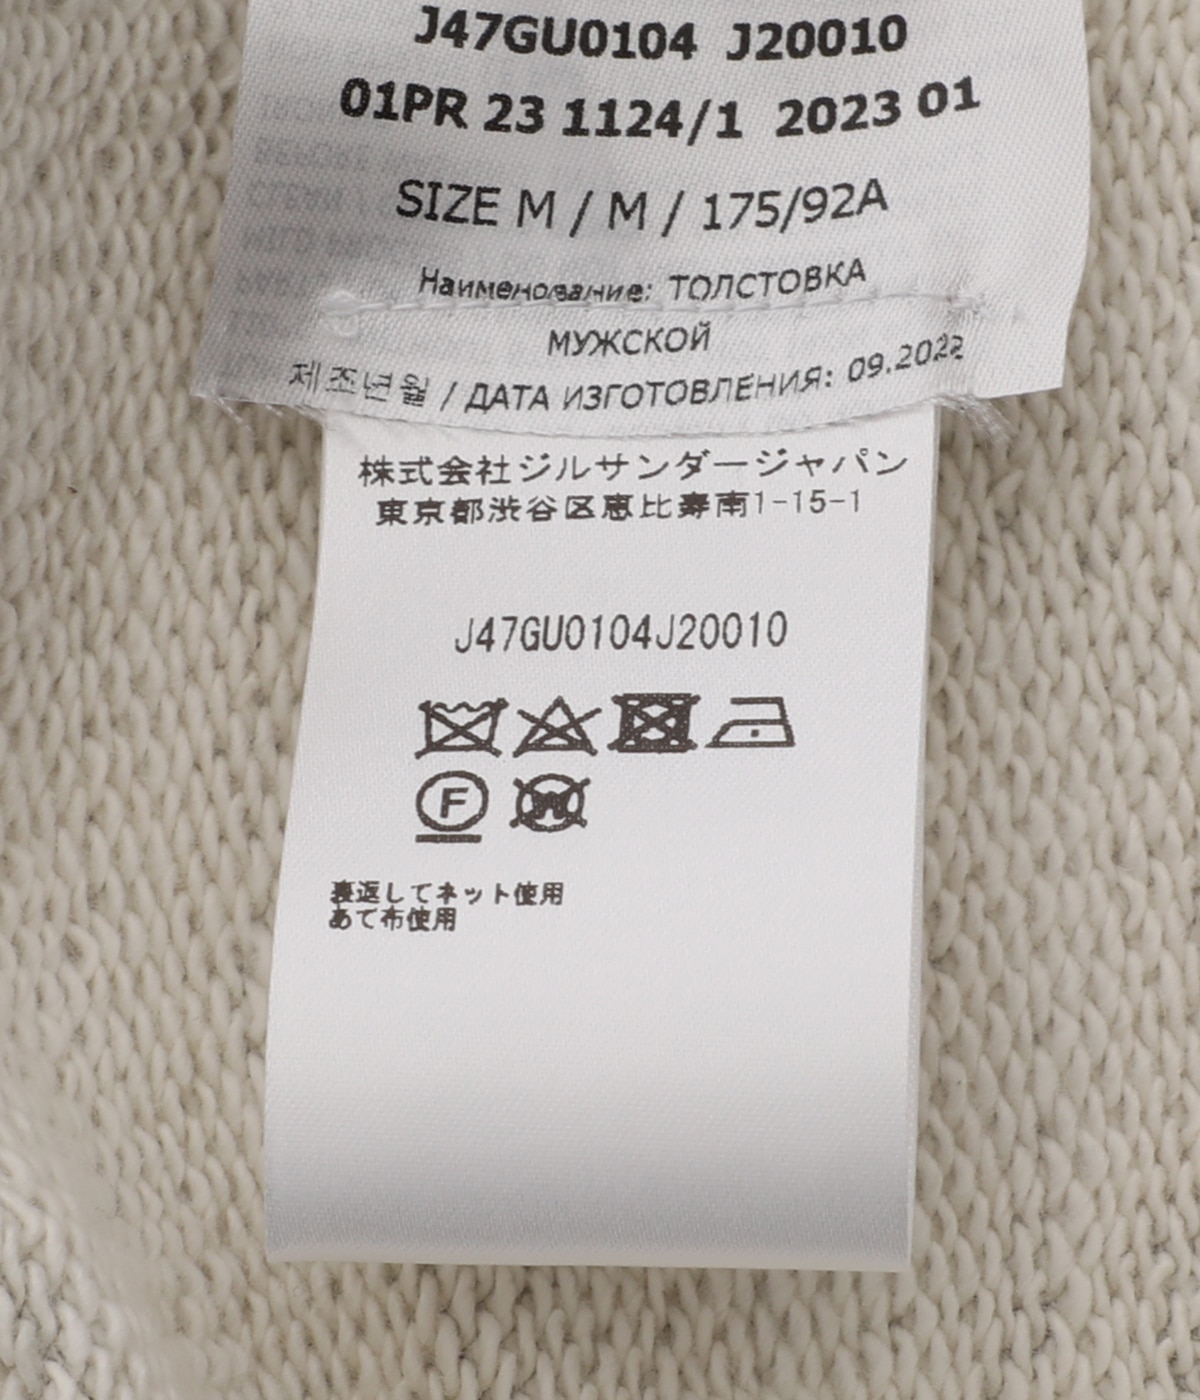 J47GU0104 J20010
01PR 23 1124/1 2023 01
SIZE M / M / 175/92A
Наименование: ТОЛСТОВКА
МУЖСКОЙ
제조년월 / ДАТА ИЗГОТОВЛЕНИЯ: 09.2022
株式会社ジルサンダージャパン
東京都渋谷区恵比寿南1-15-1
J47GU0104J20010
F
W
裏返してネット使用
あて布使用